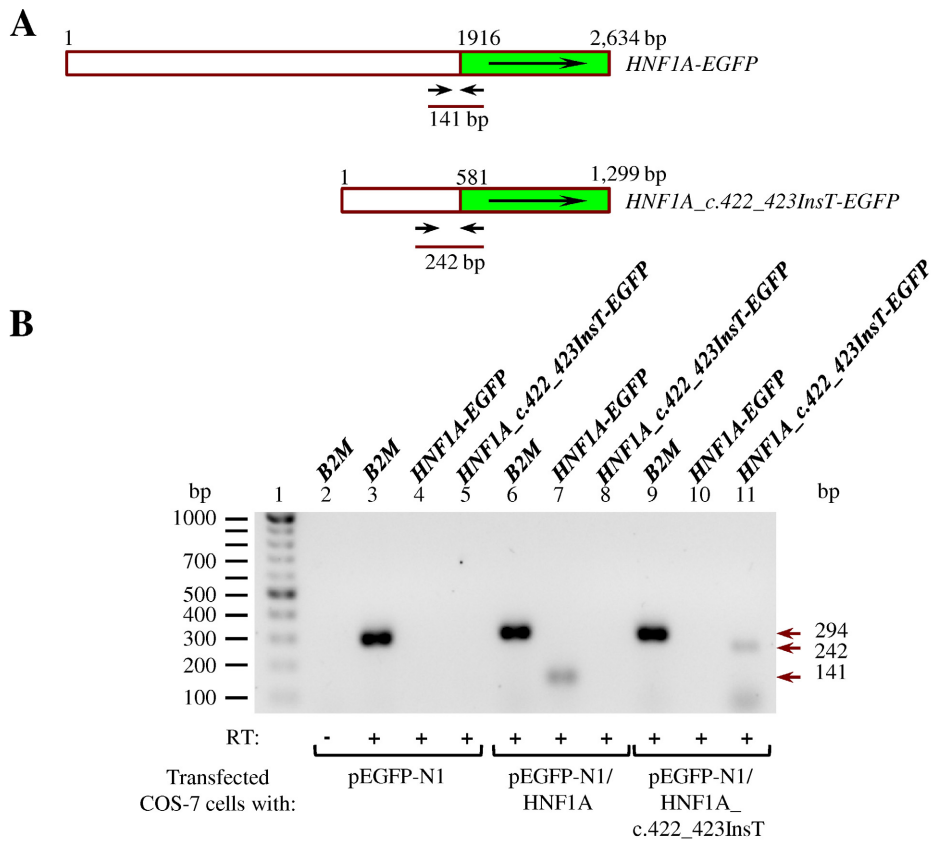 A
1 1916 2,634 bp
HNF1A-EGFP
141 bp
1 581 1,299 bp
HNF1A_c.422_423InsT-EGFP
242 bp
B
B2M
B2M
HNF1A-EGFP
HNF1A_c.422_423InsT-EGFP
B2M
HNF1A-EGFP
HNF1A_c.422_423InsT-EGFP
B2M
HNF1A-EGFP
HNF1A_c.422_423InsT-EGFP
bp 1 2 3 4 5 6 7 8 9 10 11 bp
1000
700
500
400
300
200
100
294
242
141
RT: - + + + + + + + + +
Transfected
COS-7 cells with:
pEGFP-N1
pEGFP-N1/
HNF1A
pEGFP-N1/
HNF1A_
c.422_423InsT